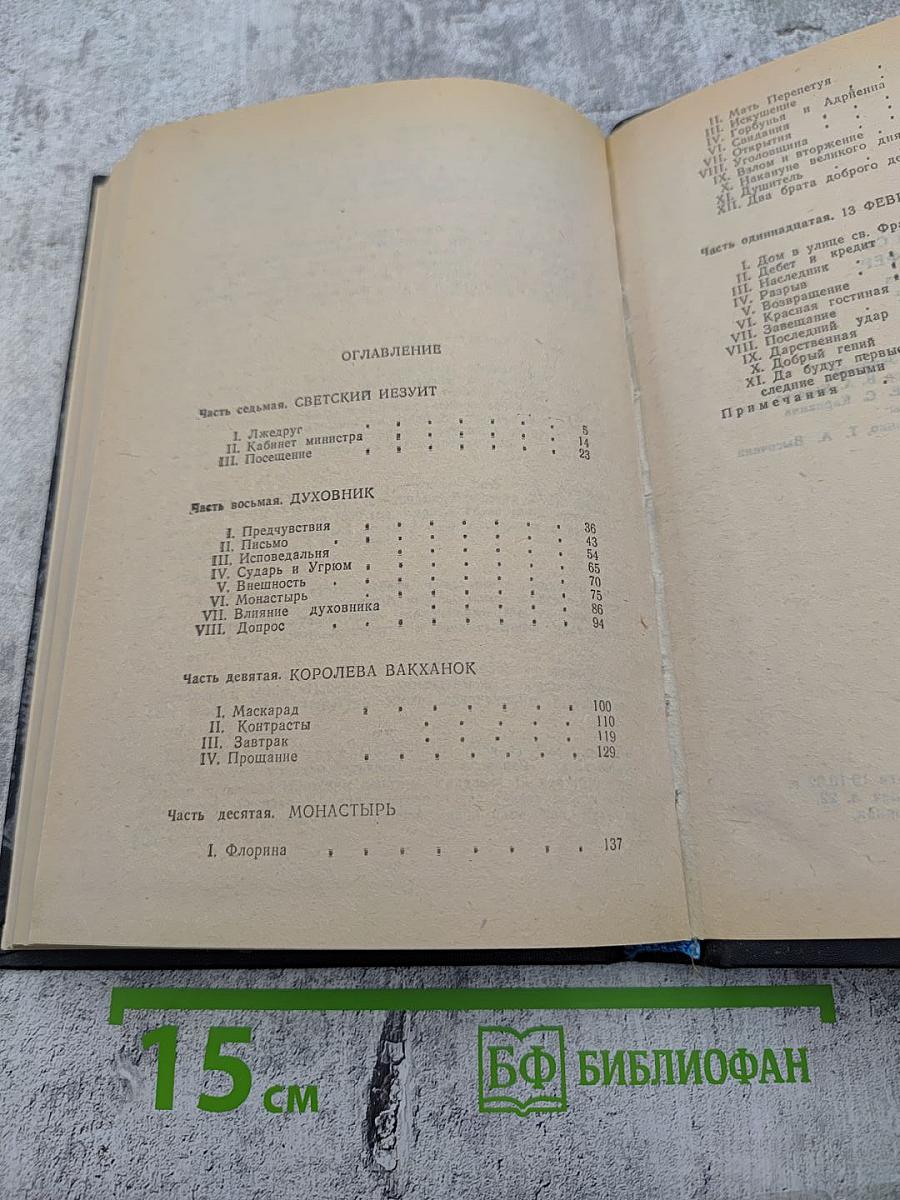 ОГЛАВЛЕНИЕ
Часть седьмая. СВЕТСКИЙ ИЕЗУИТ
I. Лжедруг . . . . . . . 5
II. Кабинет министра . . . . . . . 14
III. Посещение . . . . . . . 23
Часть восьмая. ДУХОВНИК
I. Предчувствия . . . . . . . 36
II. Письмо . . . . . . . . 43
III. Исповедальня . . . . . . 54
IV. Сударь и Угрюм . . . . . . . 65
V. Внешность . . . . . . . . 70
VI. Монастырь . . . . . . . 75
VII. Влияние духовника . . . . . 86
VIII. Допрос . . . . . . . . 94
Часть девятая. КОРОЛЕВА ВАКХАНОК
I. Маскарад . . . . . . . 100
II. Контрасты . . . . . 110
III. Завтрак . . . . . 119
IV. Прощание . . . . . . . 129
Часть десятая. МОНАСТЫРЬ
I. Флорина . . . . . . . . 137
II. Мать Перепетуя .
III. Искушение .
IV. Горбунья и Адриенна
VI. Свидания .
VII. Открытия .
VIII. Уголовщина .
IX. Взлом и вторжение .
X. Накануне великого дня
XI. Душитель . .
XII. Два брата доброго де
Часть одиннадцатая. 13 ФЕВ
I. Дом в улице св. Фра
II. Дебет и кредит
III. Наследник .
IV. Разрыв .
V. Возвращение .
VI. Красная гостиная
VII. Завещание .
VIII. Последний удар
IX. Дарственная
X. Добрый гений
XI. Да будут первые
следние первыми
Примечания .
15 см
БФ БИБЛИОФАН